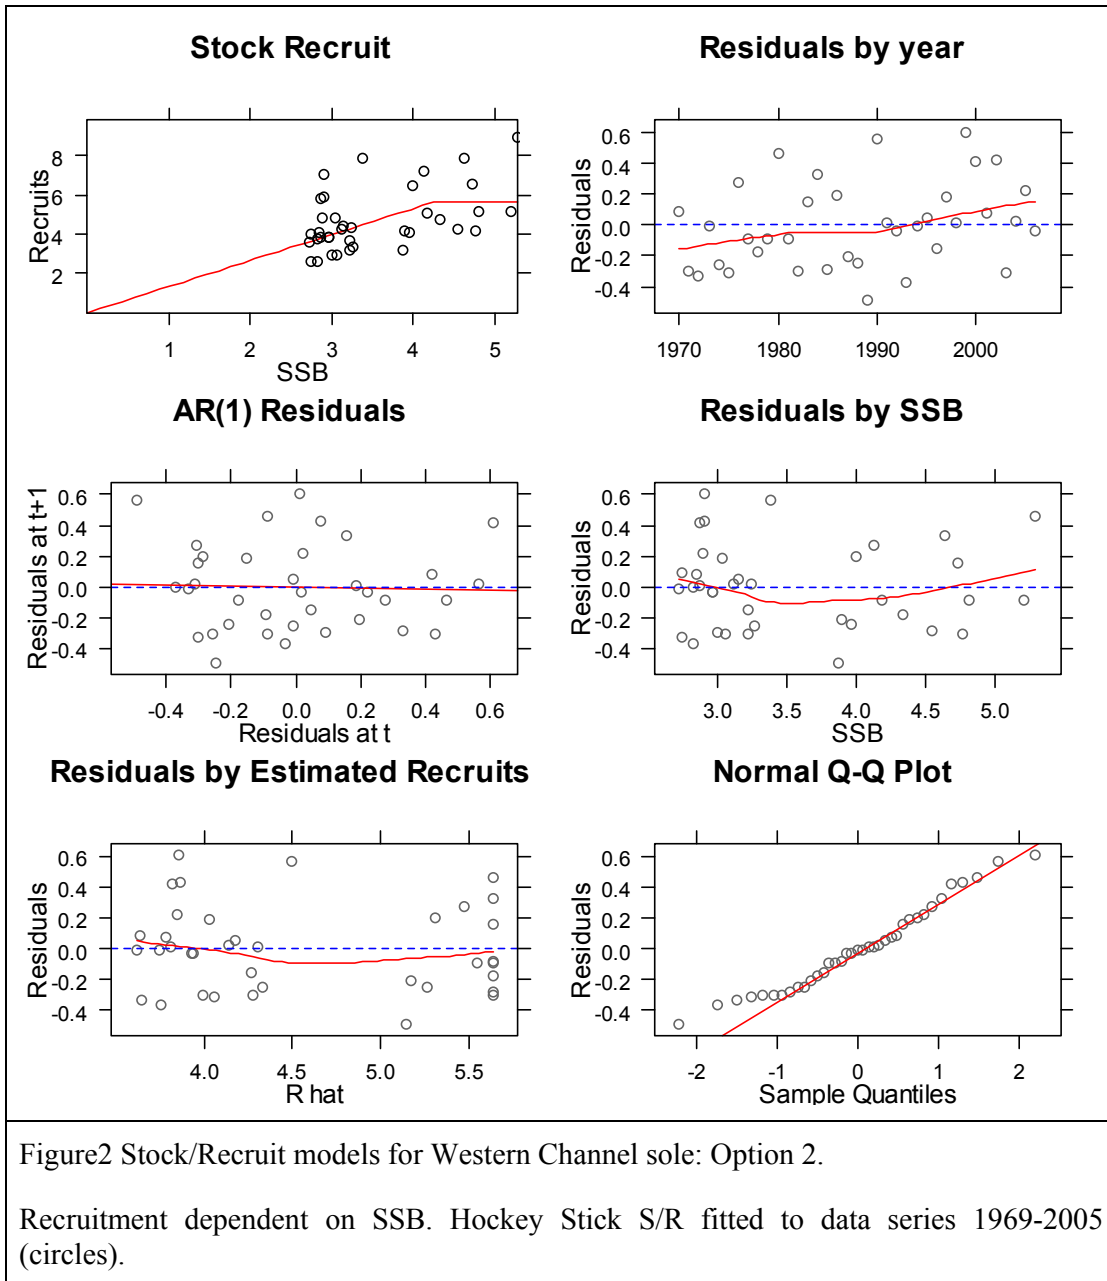 Stock Recruit
1 2 3 4 5
8
6
4
2
Recruits
1 2 3 4 5
SSB
Residuals by year
0.6
0.4
0.2
0.0
-0.2
-0.4
Residuals
1970 1980 1990 2000
AR(1) Residuals
0.6
0.4
0.2
0.0
-0.2
-0.4
Residuals at t+1
-0.4 -0.2 0.0 0.2 0.4 0.6
Residuals at t
Residuals by SSB
0.6
0.4
0.2
0.0
-0.2
-0.4
Residuals
3.0 3.5 4.0 4.5 5.0
SSB
Residuals by Estimated Recruits
0.6
0.4
0.2
0.0
-0.2
-0.4
Residuals
4.0 4.5 5.0 5.5
R hat
Normal Q-Q Plot
0.6
0.4
0.2
0.0
-0.2
-0.4
Residuals
-2 -1 0 1 2
Sample Quantiles
Figure2 Stock/Recruit models for Western Channel sole: Option 2.
Recruitment dependent on SSB. Hockey Stick S/R fitted to data series 1969-2005
(circles).